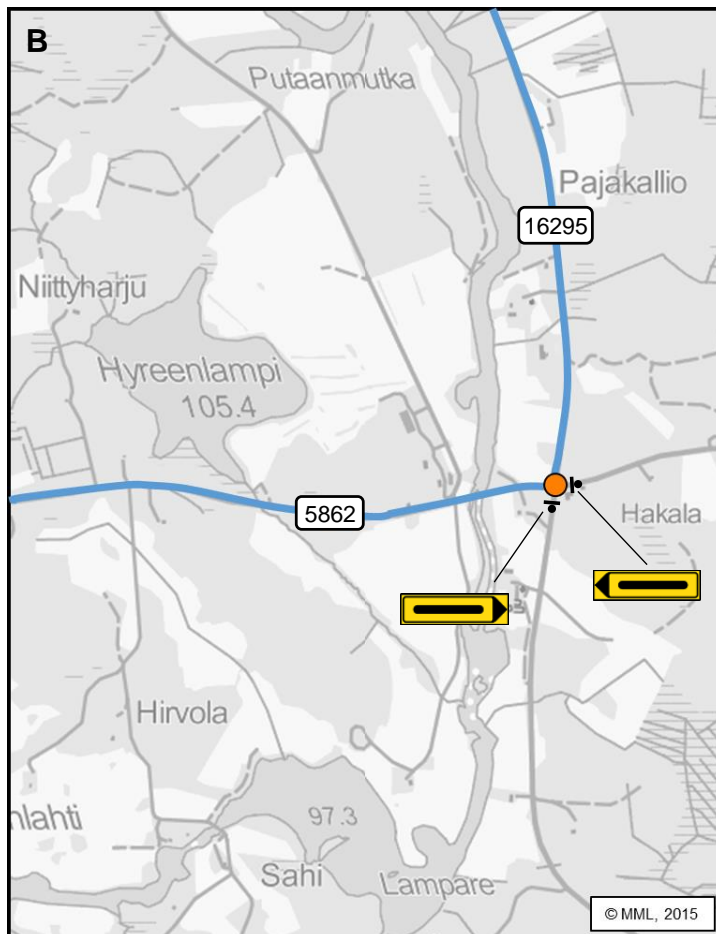 B
Putaanmutka
Pajakallio
16295
Niittyharju
Hyreenlampi
105.4
5862
Hakala
Hirvola
nlahti
97.3
Sahi
Lampare
© MML, 2015